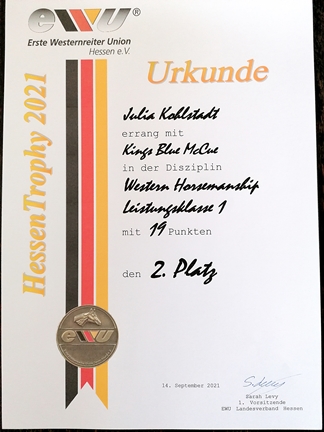 ewu®
Erste Westernreiter Union
Hessen e.V.
Urkunde
HessenTrophy 2021
Julia Kohlstadt
errang mit
Kings Blue McCue
in der Disziplin
Western Horsemanship
Leistungsklasse 1
mit 19 Punkten
den 2. Platz
ewu
14. September 2021
Sarah Levy
1. Vorsitzende
EWU Landesverband Hessen